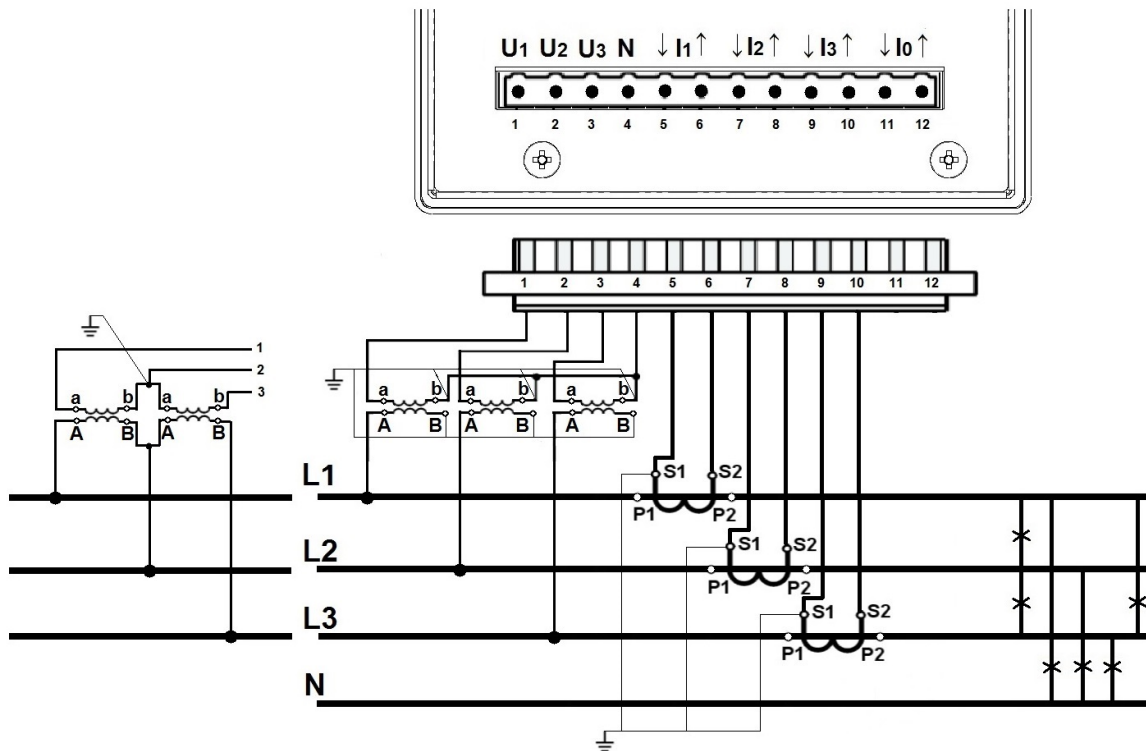 U1 U2 U3 N ↓ I1 ↑ ↓ I2 ↑ ↓ I3 ↑ ↓ I0 ↑
1 2 3 4 5 6 7 8 9 10 11 12
1 2 3 4 5 6 7 8 9 10 11 12
1
2
3
a b a b
A B A B
a b a b a b
A B A B A B
L1
S1 S2
P1 P2
L2
S1 S2
P1 P2
L3
S1 S2
P1 P2
N